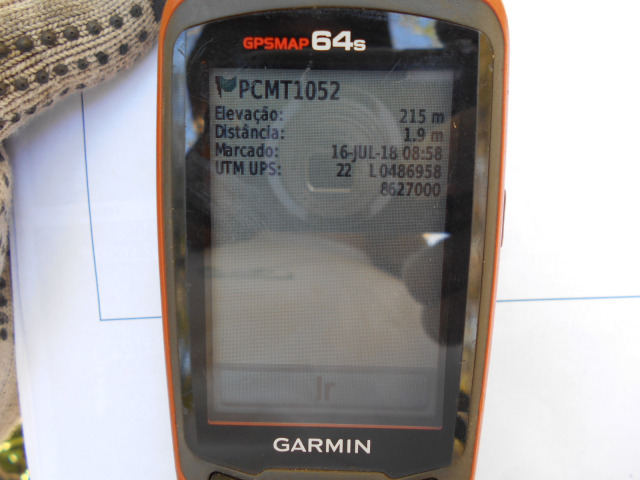 GPSMAP 64s
PCMT1052
Elevação: 215 m
Distância: 1.9 m
Marcado: 16-JUL-18 08:58
UTM UPS: 22 L0486958
8627000
Ir
GARMIN